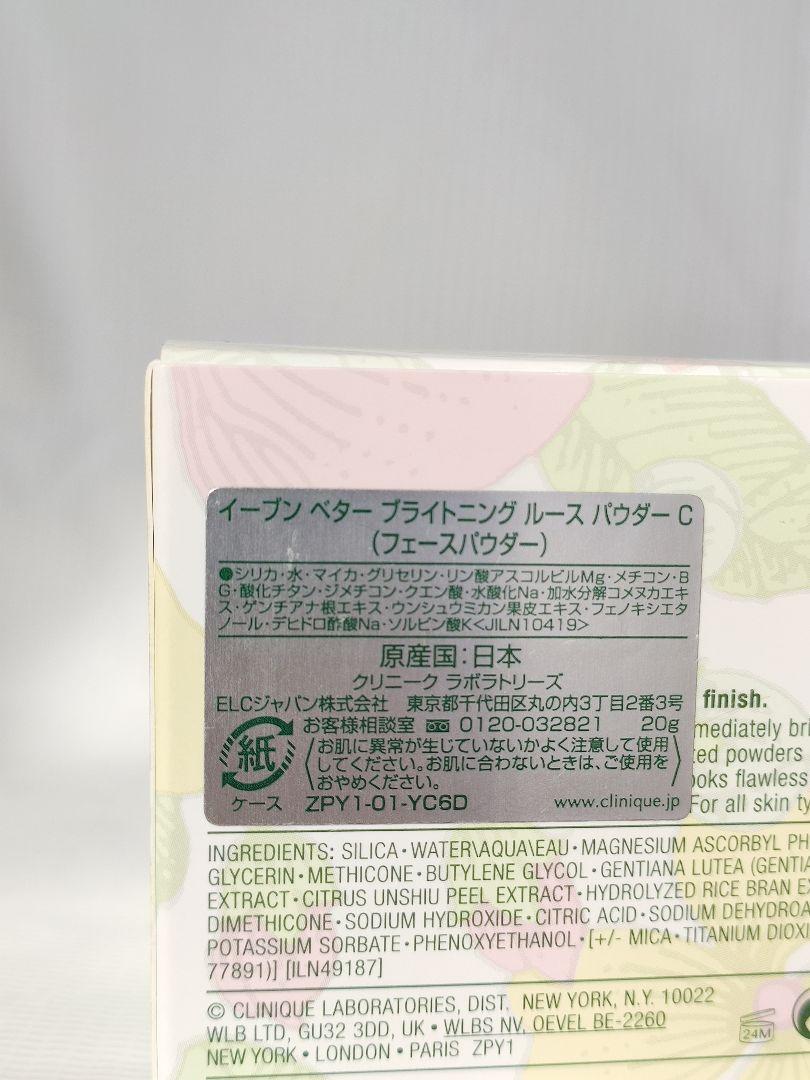 イーブン ベター ブライトニング ルース パウダー C
(フェースパウダー)
●シリカ・水・マイカ・グリセリン・リン酸アスコルビルMg・メチコン・B
G・酸化チタン・ジメチコン・クエン酸・水酸化Na・加水分解コメヌカエキ
ス・ゲンチアナ根エキス・ウンシュウミカン果皮エキス・フェノキシエタ
ノール・デヒドロ酢酸Na・ソルビン酸K<JILN10419>
原産国：日本
クリニーク ラボラトリーズ
ELCジャパン株式会社 東京都千代田区丸の内3丁目2番3号
お客様相談室 0120-032821 20g
紙
お肌に異常が生じていないかよく注意して使用
してください。お肌に合わないときは、ご使用を
おやめください。
ケース ZPY1-01-YC6D www.clinique.jp
finish.
mediately bri
ted powders
ooks flawless
For all skin ty
INGREDIENTS: SILICA・WATER\AQUA\EAU・MAGNESIUM ASCORBYL PH
GLYCERIN・METHICONE・BUTYLENE GLYCOL・GENTIANA LUTEA (GENTIA
EXTRACT・CITRUS UNSHIU PEEL EXTRACT・HYDROLYZED RICE BRAN EX
DIMETHICONE・SODIUM HYDROXIDE・CITRIC ACID・SODIUM DEHYDROA
POTASSIUM SORBATE・PHENOXYETHANOL・[+/- MICA・TITANIUM DIOXI
77891)] [ILN49187]
© CLINIQUE LABORATORIES, DIST. NEW YORK, N.Y. 10022
WLB LTD, GU32 3DD, UK・WLBS NV, OEVEL BE-2260
NEW YORK・LONDON・PARIS ZPY1
24M